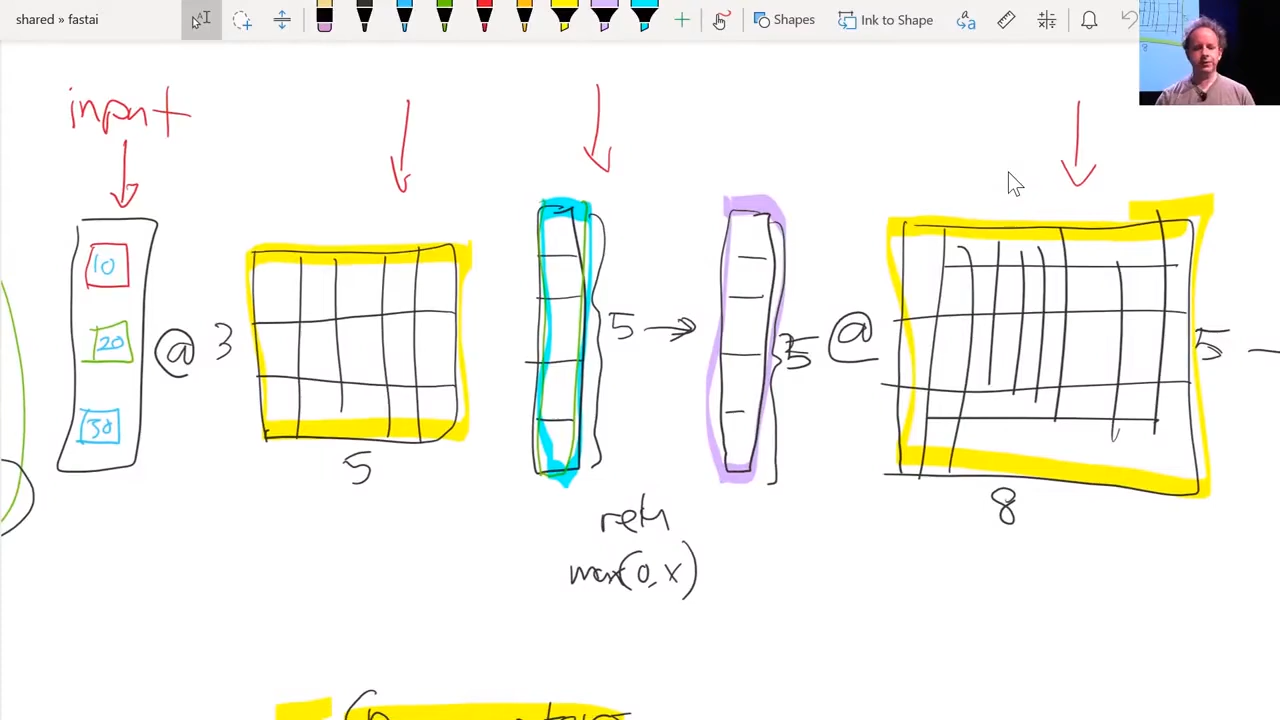 shared » fastai
Shapes
Ink to Shape
input
10
20
30
@ 3
5
5
5
@
5
8
relu
max(0, x)